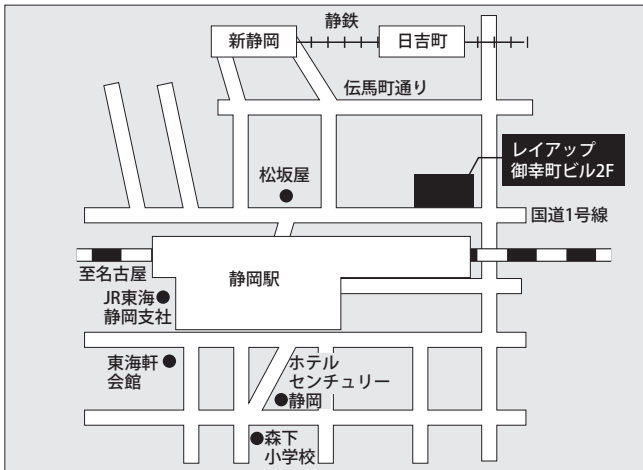 静鉄
新静岡
日吉町
伝馬町通り
レイアップ
御幸町ビル2F
松坂屋
国道1号線
静岡駅
至名古屋
JR東海
静岡支社
東海軒
会館
ホテル
センチュリー
静岡
森下
小学校